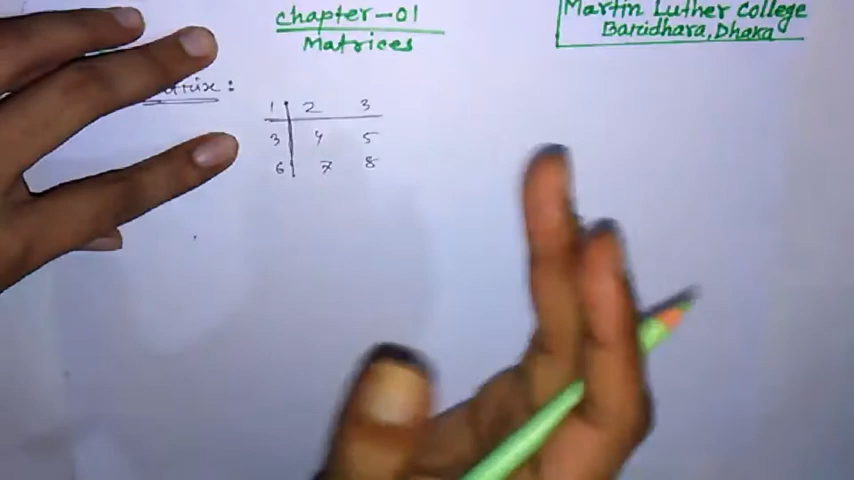 chapter-01
Matrices
Martin Luther College
Baridhara, Dhaka
:
1 2 3
3 4 5
6 7 8